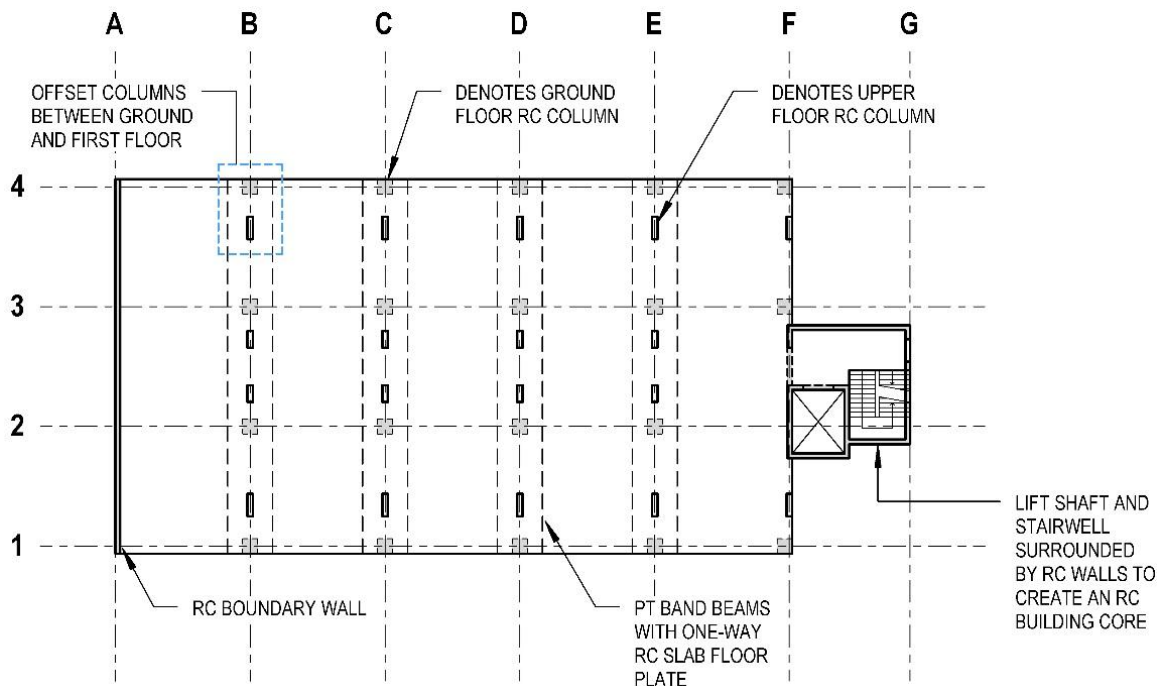 A
B
C
D
E
F
G
OFFSET COLUMNS
BETWEEN GROUND
AND FIRST FLOOR
DENOTES GROUND
FLOOR RC COLUMN
DENOTES UPPER
FLOOR RC COLUMN
4
3
2
1
RC BOUNDARY WALL
PT BAND BEAMS
WITH ONE-WAY
RC SLAB FLOOR
PLATE
LIFT SHAFT AND
STAIRWELL
SURROUNDED
BY RC WALLS TO
CREATE AN RC
BUILDING CORE